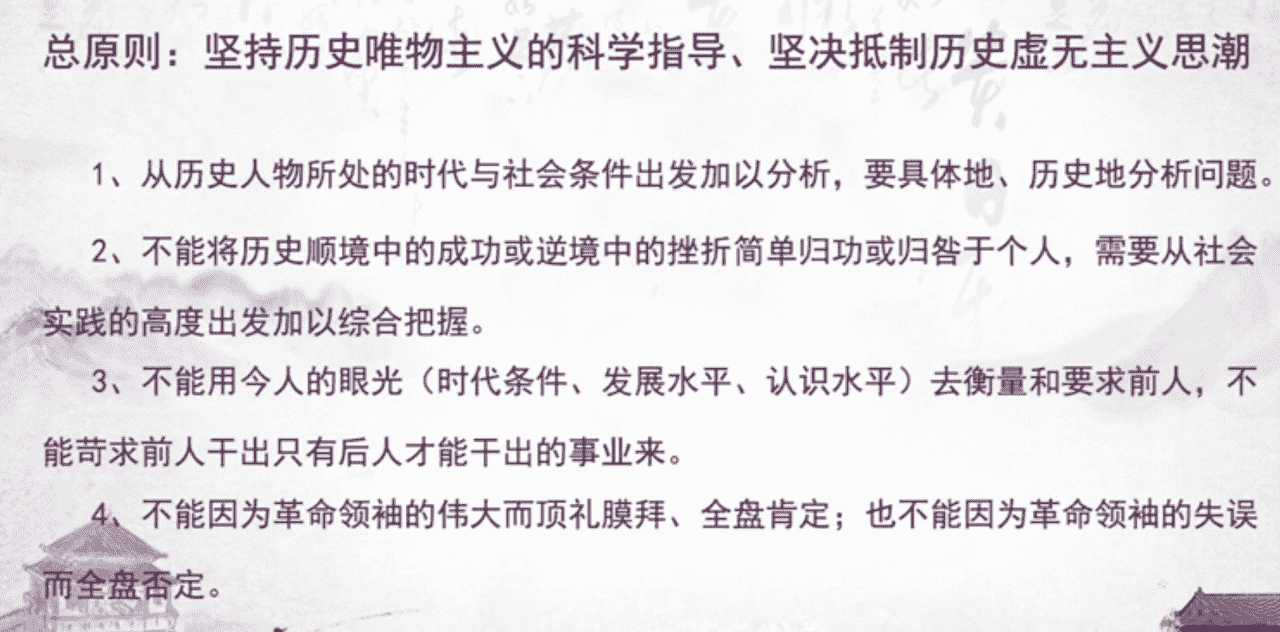 总原则：坚持历史唯物主义的科学指导、坚决抵制历史虚无主义思潮
1、从历史人物所处的时代与社会条件出发加以分析，要具体地、历史地分析问题。
2、不能将历史顺境中的成功或逆境中的挫折简单归功或归咎于个人，需要从社会
实践的高度出发加以综合把握。
3、不能用今人的眼光（时代条件、发展水平、认识水平）去衡量和要求前人，不
能苛求前人干出只有后人才能干出的事业来。
4、不能因为革命领袖的伟大而顶礼膜拜、全盘肯定；也不能因为革命领袖的失误
而全盘否定。